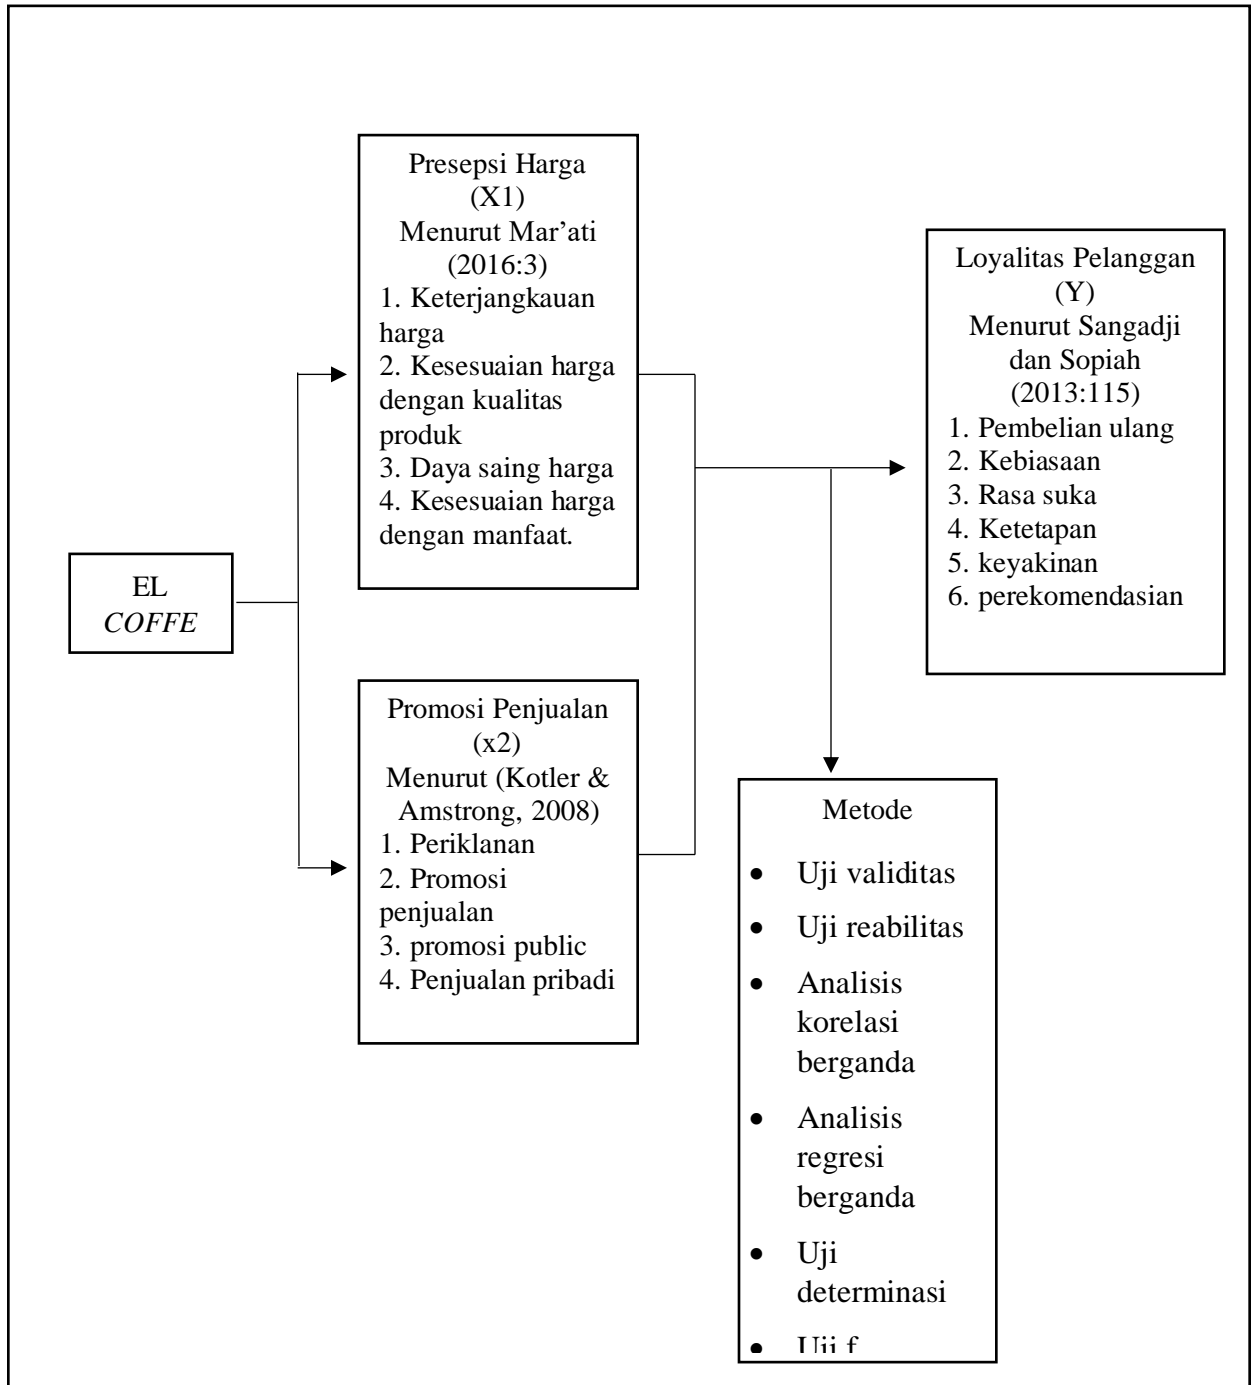 EL
COFFE
Presepsi Harga
(X1)
Menurut Mar’ati
(2016:3)
1. Keterjangkauan
harga
2. Kesesuaian harga
dengan kualitas
produk
3. Daya saing harga
4. Kesesuaian harga
dengan manfaat.
Promosi Penjualan
(x2)
Menurut (Kotler &
Amstrong, 2008)
1. Periklanan
2. Promosi
penjualan
3. promosi public
4. Penjualan pribadi
Loyalitas Pelanggan
(Y)
Menurut Sangadji
dan Sopiah
(2013:115)
1. Pembelian ulang
2. Kebiasaan
3. Rasa suka
4. Ketetapan
5. keyakinan
6. perekomendasian
Metode
• Uji validitas
• Uji reabilitas
• Analisis
korelasi
berganda
• Analisis
regresi
berganda
• Uji
determinasi
• Uji f